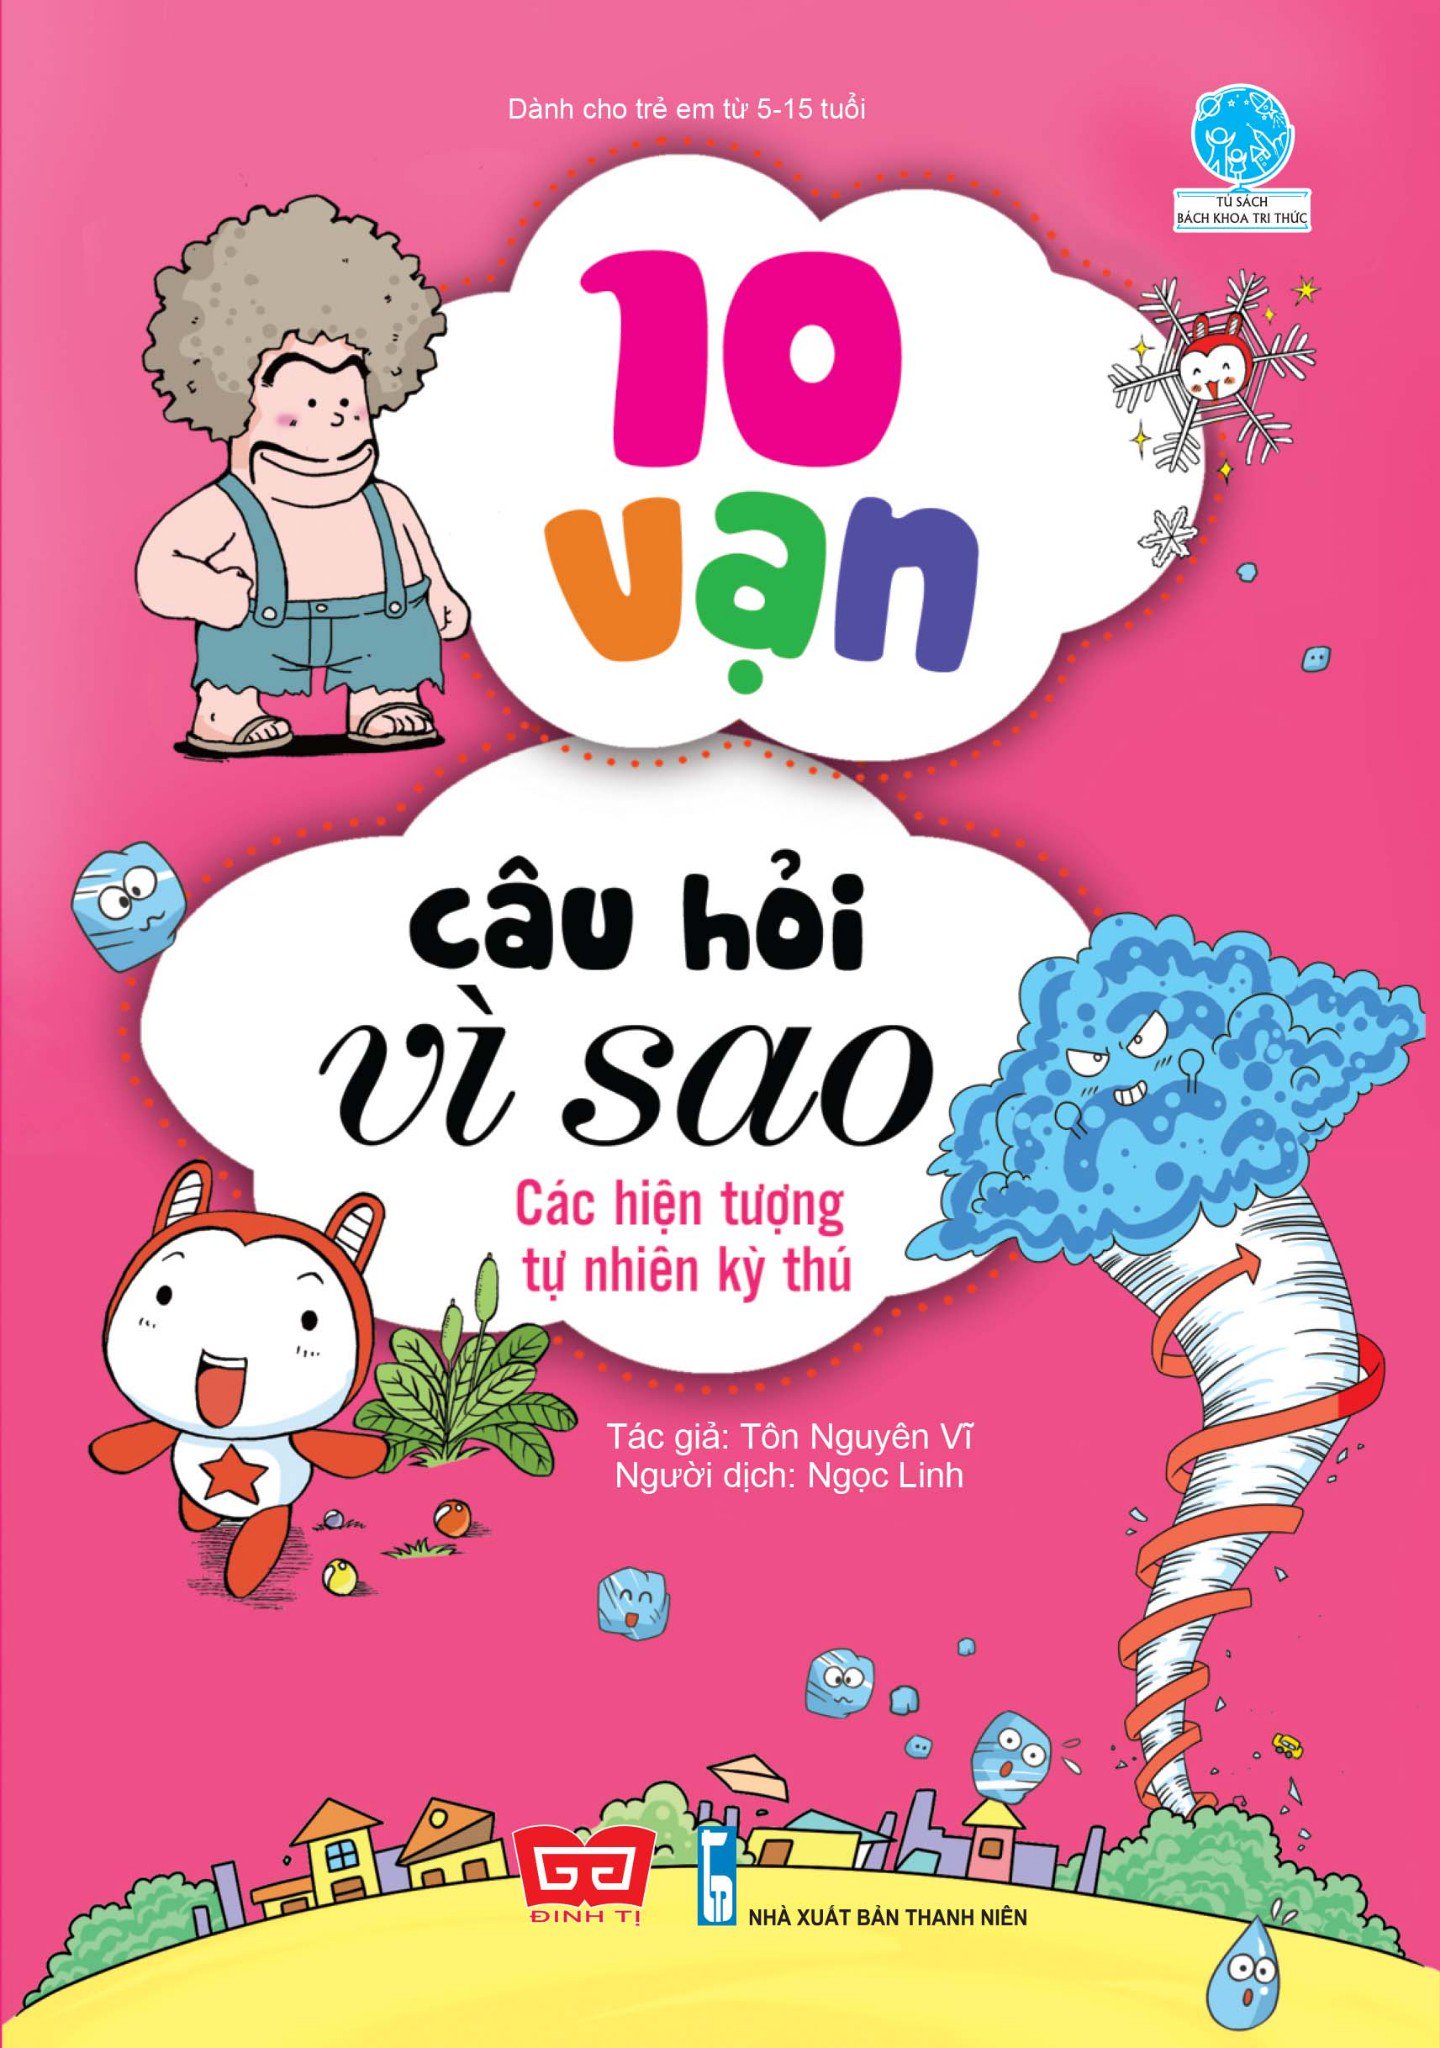 Dành cho trẻ em từ 5-15 tuổi
TỦ SÁCH
BÁCH KHOA TRI THỨC
10
vạn
câu hỏi
vì sao
Các hiện tượng
tự nhiên kỳ thú
Tác giả: Tôn Nguyên Vĩ
Người dịch: Ngọc Linh
ĐINH TỊ
NHÀ XUẤT BẢN THANH NIÊN